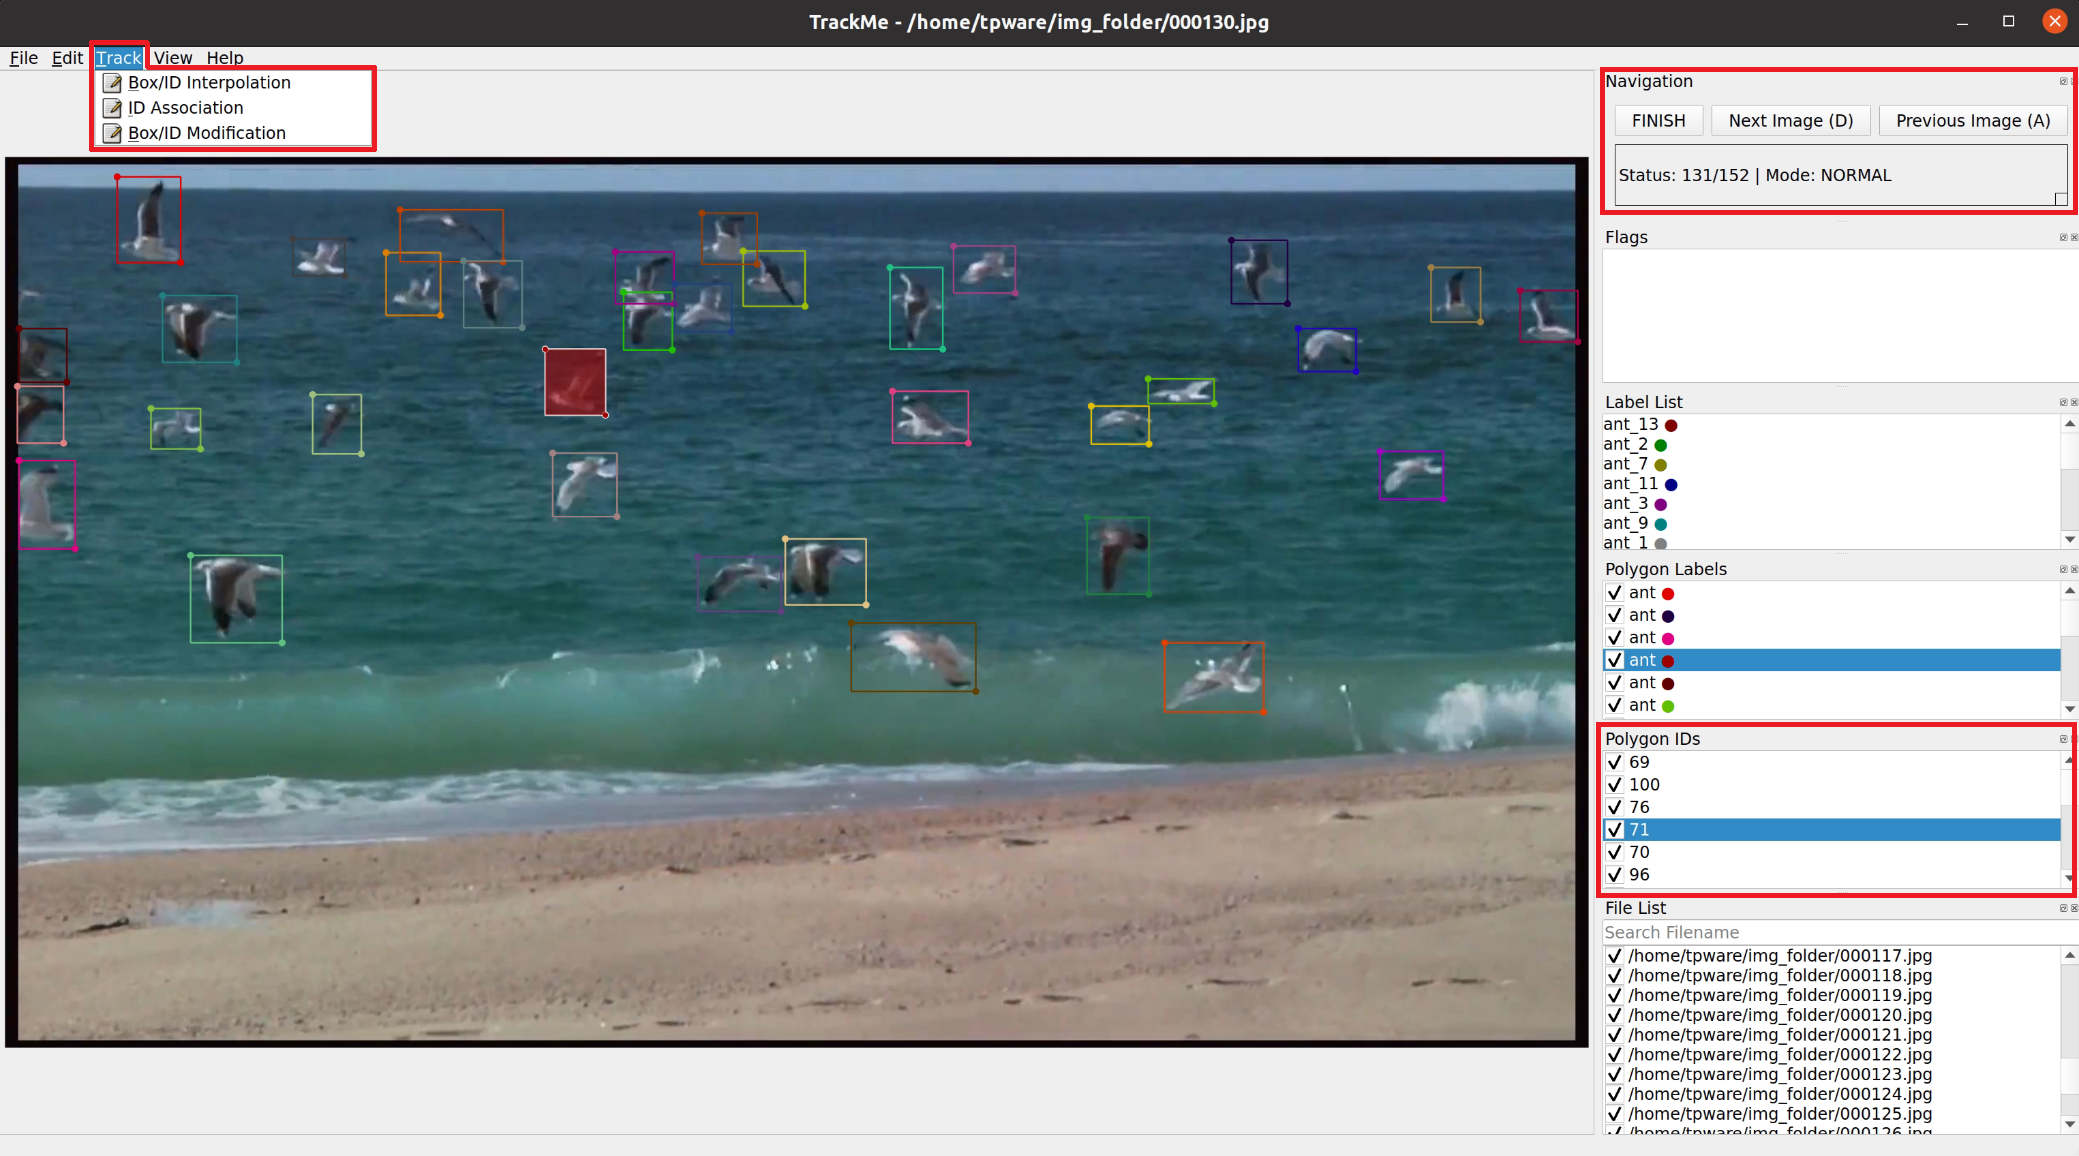 TrackMe - /home/tpware/img_folder/000130.jpg
File Edit Track View Help
Box/ID Interpolation
ID Association
Box/ID Modification
Navigation
FINISH
Next Image (D)
Previous Image (A)
Status: 131/152 | Mode: NORMAL
Flags
Label List
ant_13
ant_2
ant_7
ant_11
ant_3
ant_9
ant_1
Polygon Labels
ant
ant
ant
ant
ant
ant
Polygon IDs
69
100
76
71
70
96
File List
Search Filename
/home/tpware/img_folder/000117.jpg
/home/tpware/img_folder/000118.jpg
/home/tpware/img_folder/000119.jpg
/home/tpware/img_folder/000120.jpg
/home/tpware/img_folder/000121.jpg
/home/tpware/img_folder/000122.jpg
/home/tpware/img_folder/000123.jpg
/home/tpware/img_folder/000124.jpg
/home/tpware/img_folder/000125.jpg
/home/tpware/img_folder/000126.jpg